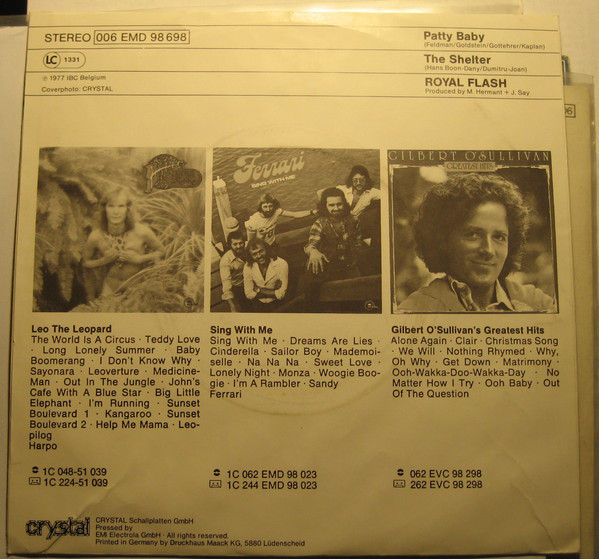 STEREO 006 EMD 98 698
LC 1331
℗ 1977 IBC Belgium
Coverphoto: CRYSTAL
Patty Baby
(Feldman/Goldstein/Gottehrer/Kaplan)
The Shelter
(Hans Boon-Dany/Dumitru-Joan)
ROYAL FLASH
Produced by M. Hermant + J. Say
Ferrari
SING WITH ME
GILBERT O'SULLIVAN
GREATEST HITS
Leo The Leopard
The World Is A Circus · Teddy Love
· Long Lonely Summer · Baby
Boomerang · I Don't Know Why ·
Sayonara · Leoverture · Medicine-
Man · Out In The Jungle · John's
Cafe With A Blue Star · Big Little
Elephant · I'm Running · Sunset
Boulevard 1 · Kangaroo · Sunset
Boulevard 2 · Help Me Mama · Leo-
pilog
Harpo
1C 048-51 039
1C 224-51 039
Sing With Me
Sing With Me · Dreams Are Lies ·
Cinderella · Sailor Boy · Mademoi-
selle · Na Na Na · Sweet Love ·
Lonely Night · Monza · Woogie Boo-
gie · I'm A Rambler · Sandy
Ferrari
1C 062 EMD 98 023
1C 244 EMD 98 023
Gilbert O'Sullivan's Greatest Hits
Alone Again · Clair · Christmas Song
· We Will · Nothing Rhymed · Why,
Oh Why · Get Down · Matrimony ·
Ooh-Wakka-Doo-Wakka-Day · No
Matter How I Try · Ooh Baby · Out
Of The Question
062 EVC 98 298
262 EVC 98 298
crystal
CRYSTAL Schallplatten GmbH
Pressed by
EMI Electrola GmbH · All rights reserved.
Printed in Germany by Druckhaus Maack KG, 5880 Lüdenscheid